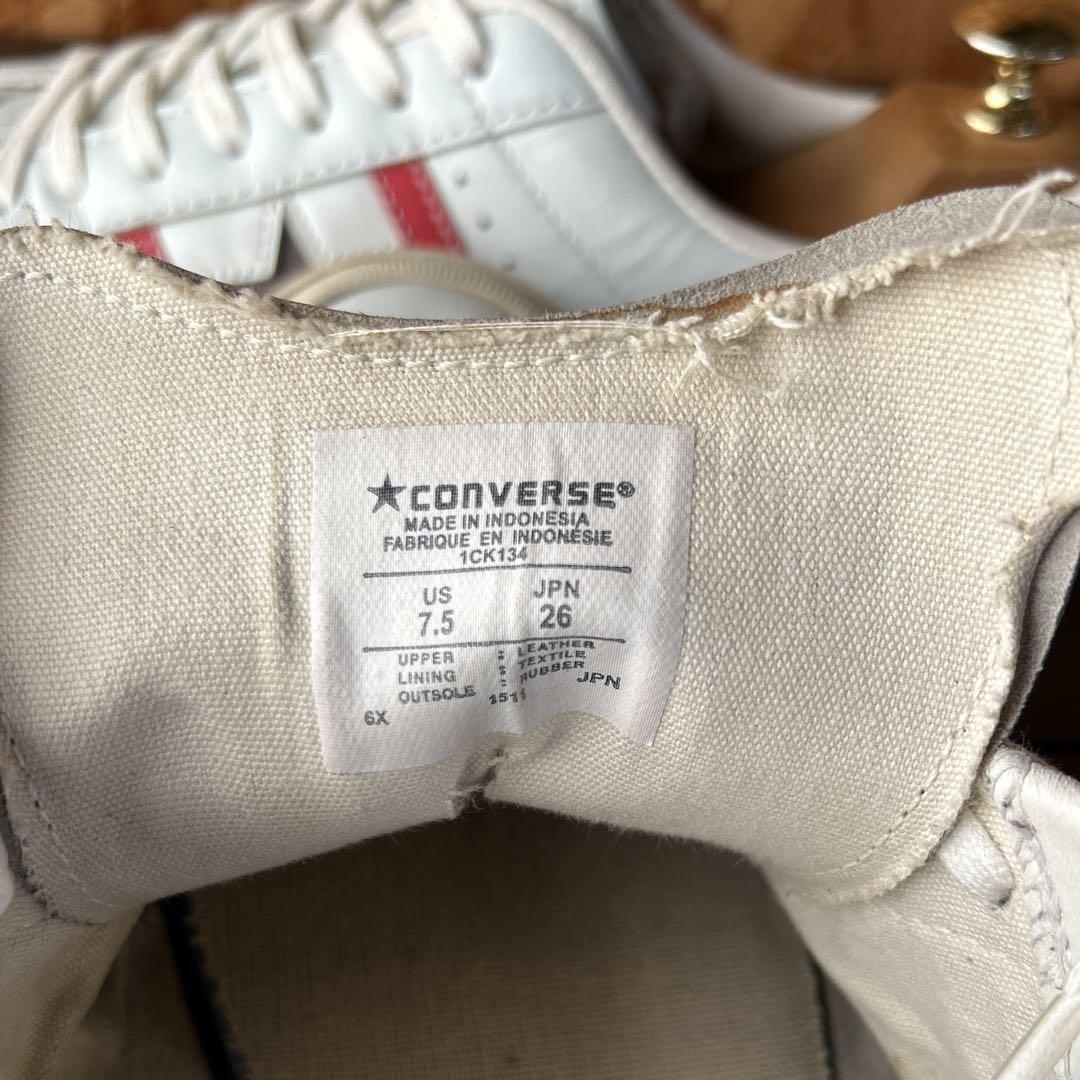 ★CONVERSE®
MADE IN INDONESIA
FABRIQUE EN INDONÉSIE
1CK134
US JPN
7.5 26
UPPER : LEATHER
LINING : TEXTILE
OUTSOLE : RUBBER
6X 1511 JPN